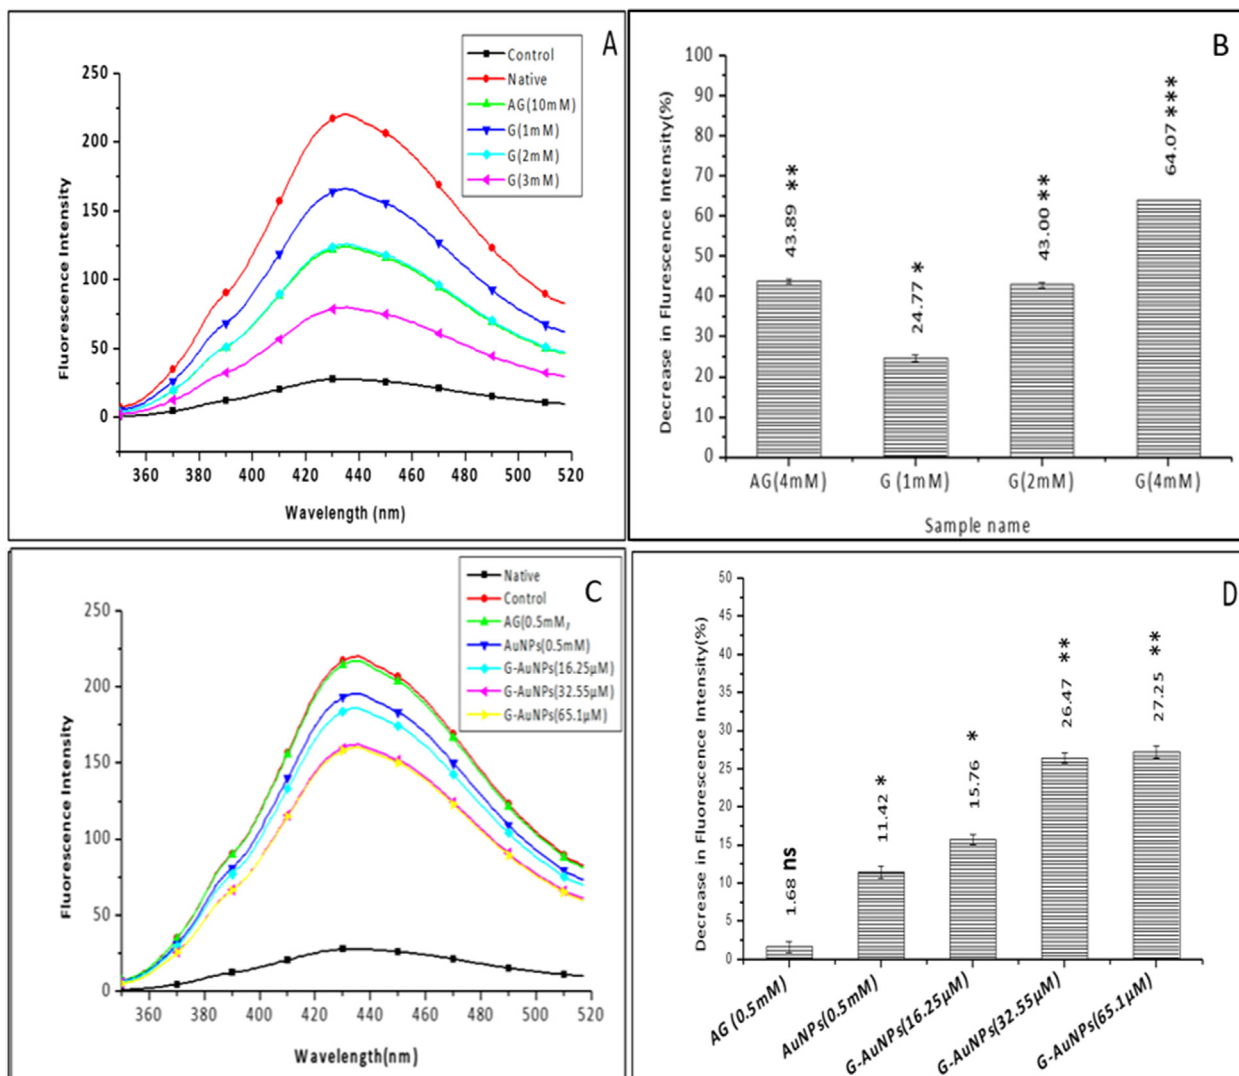 A
Control
Native
AG(10mM)
G(1mM)
G(2mM)
G(3mM)
Fluorescence Intensity
250
200
150
100
50
0
360 380 400 420 440 460 480 500 520
Wavelength (nm)
B
Decrease in Flurescence Intensity(%)
100
90
80
70
60
50
40
30
20
10
0
43.89 **
24.77 *
43.00 **
64.07 ***
AG(4mM) G (1mM) G(2mM) G(4mM)
Sample name
C
Native
Control
AG(0.5mM,
AuNPs(0.5mM)
G-AuNPs(16.25µM)
G-AuNPs(32.55µM)
G-AuNPs(65.1µM)
Fluorescence Intensity
250
200
150
100
50
0
360 380 400 420 440 460 480 500 520
Wavelength(nm)
D
Decrease in Fluorescence Intensity(%)
50
45
40
35
30
25
20
15
10
5
0
1.68 ns
11.42 *
15.76 *
26.47 **
27.25 **
AG (0.5mM)
AuNPs(0.5mM)
G-AuNPs(16.25µM)
G-AuNPs(32.55µM)
G-AuNPs(65.1µM)